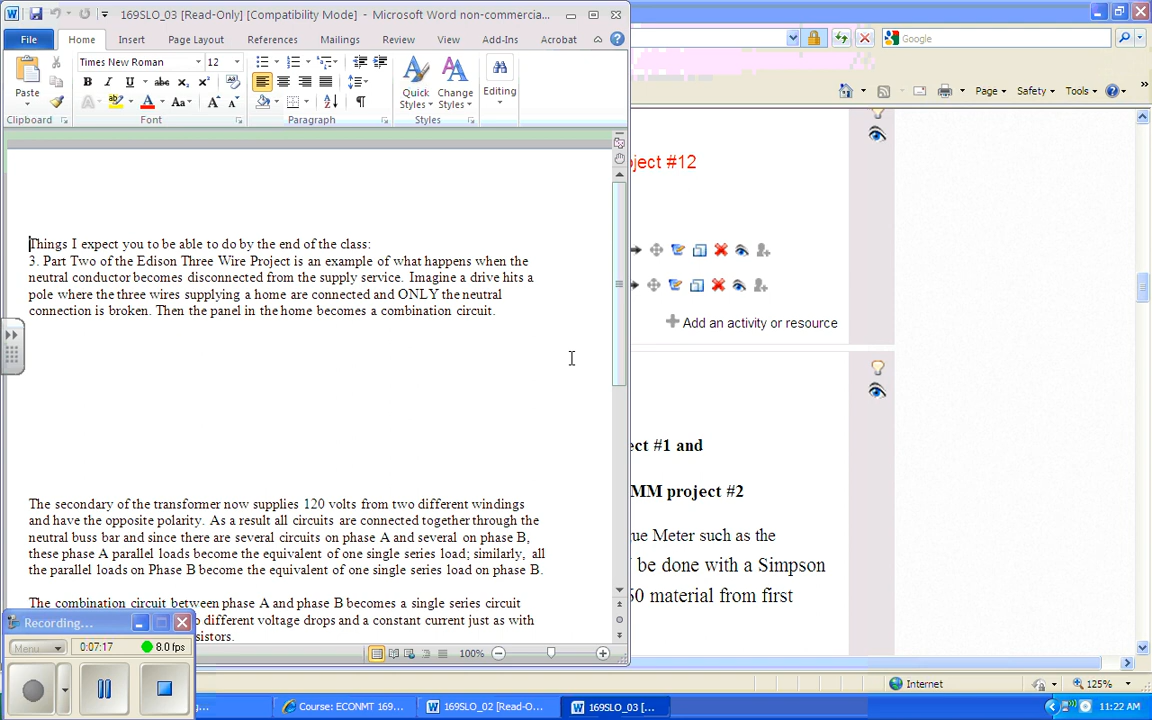 169SLO_03 [Read-Only] [Compatibility Mode] - Microsoft Word non-commercia...
File Home Insert Page Layout References Mailings Review View Add-Ins Acrobat
Times New Roman 12
Paste
Quick Styles
Change Styles
Editing
Clipboard Font Paragraph Styles
Things I expect you to be able to do by the end of the class:
3. Part Two of the Edison Three Wire Project is an example of what happens when the
neutral conductor becomes disconnected from the supply service. Imagine a drive hits a
pole where the three wires supplying a home are connected and ONLY the neutral
connection is broken. Then the panel in the home becomes a combination circuit.
The secondary of the transformer now supplies 120 volts from two different windings
and have the opposite polarity. As a result all circuits are connected together through the
neutral buss bar and since there are several circuits on phase A and several on phase B,
these phase A parallel loads become the equivalent of one single series load; similarly, all
the parallel loads on Phase B become the equivalent of one single series load on phase B.
The combination circuit between phase A and phase B becomes a single series circuit
o different voltage drops and a constant current just as with
sistors.
100%
Recording...
Menu 0:07:17 8.0 fps
Google
Page Safety Tools
ject #12
Add an activity or resource
ect #1 and
MM project #2
rue Meter such as the
be done with a Simpson
60 material from first
Internet 125%
Course: ECONMT 169...
169SLO_02 [Read-O...
169SLO_03 [...
11:22 AM